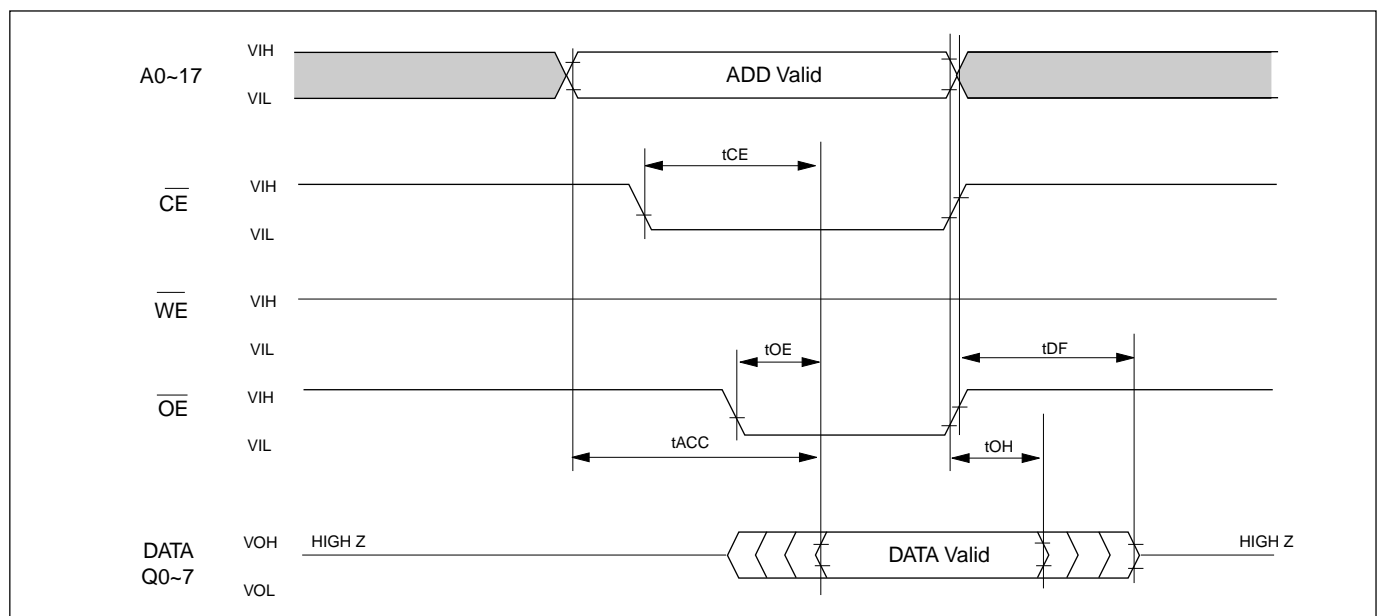 VIH
A0~17
ADD Valid
VIL
tCE
VIH
CE
VIL
VIH
WE
VIL
tOE
tDF
VIH
OE
VIL
tACC
tOH
VOH
HIGH Z
DATA Valid
HIGH Z
DATA
Q0~7
VOL